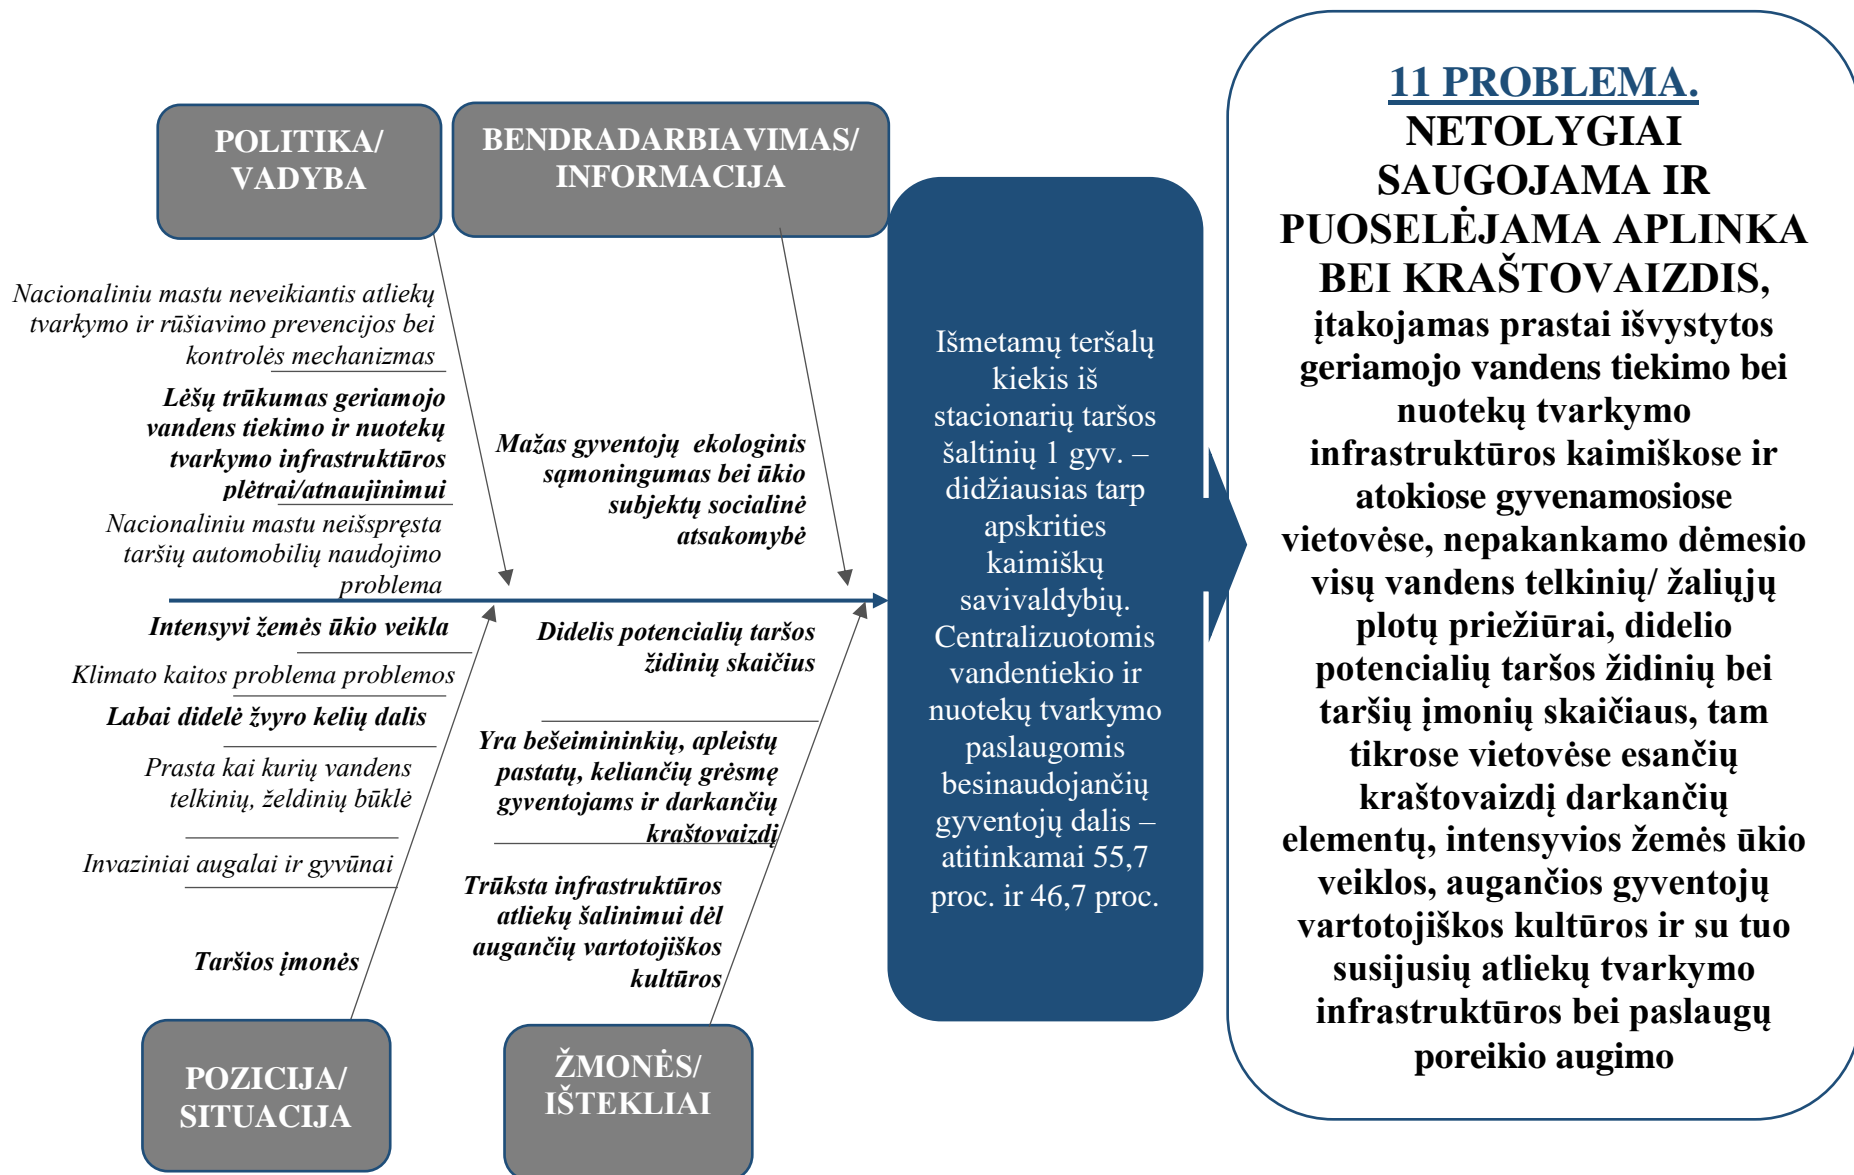 POLITIKA/
VADYBA
BENDRADARBIAVIMAS/
INFORMACIJA
Nacionaliniu mastu neveikiantis atliekų
tvarkymo ir rūšiavimo prevencijos bei
kontrolės mechanizmas
Lėšų trūkumas geriamojo
vandens tiekimo ir nuotekų
tvarkymo infrastruktūros
plėtrai/atnaujinimui
Nacionaliniu mastu neišspręsta
taršių automobilių naudojimo
problema
Mažas gyventojų ekologinis
sąmoningumas bei ūkio
subjektų socialinė
atsakomybė
Intensyvi žemės ūkio veikla
Klimato kaitos problema problemos
Labai didelė žvyro kelių dalis
Prasta kai kurių vandens
telkinių, želdinių būklė
Invaziniai augalai ir gyvūnai
Taršios įmonės
Didelis potencialių taršos
židinių skaičius
Yra bešeimininkių, apleistų
pastatų, keliančių grėsmę
gyventojams ir darkančių
kraštovaizdį
Trūksta infrastruktūros
atliekų šalinimui dėl
augančių vartotojiškos
kultūros
POZICIJA/
SITUACIJA
ŽMONĖS/
IŠTEKLIAI
Išmetamų teršalų
kiekis iš
stacionarių taršos
šaltinių 1 gyv. –
didžiausias tarp
apskrities
kaimiškų
savivaldybių.
Centralizuotomis
vandentiekio ir
nuotekų tvarkymo
paslaugomis
besinaudojančių
gyventojų dalis –
atitinkamai 55,7
proc. ir 46,7 proc.
11 PROBLEMA.
NETOLYGIAI
SAUGOJAMA IR
PUOSELĖJAMA APLINKA
BEI KRAŠTOVAIZDIS,
įtakojamas prastai išvystytos
geriamojo vandens tiekimo bei
nuotekų tvarkymo
infrastruktūros kaimiškose ir
atokiose gyvenamosiose
vietovėse, nepakankamo dėmesio
visų vandens telkinių/ žaliųjų
plotų priežiūrai, didelio
potencialių taršos židinių bei
taršių įmonių skaičiaus, tam
tikrose vietovėse esančių
kraštovaizdį darkančių
elementų, intensyvios žemės ūkio
veiklos, augančios gyventojų
vartotojiškos kultūros ir su tuo
susijusių atliekų tvarkymo
infrastruktūros bei paslaugų
poreikio augimo